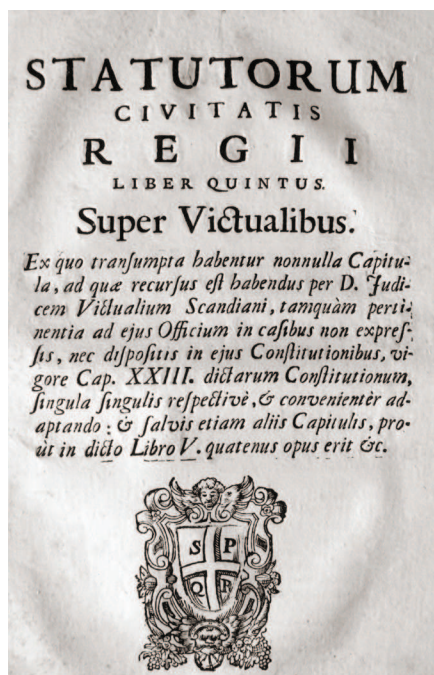 STATUTORUM
CIVITATIS
REGII
LIBER QUINTUS.
Super Victualibus.
Ex quo tranſumpta habentur nonnulla Capitu-
la, ad quæ recurſus eſt habendus per D. Judi-
cem Victualium Scandiani, tamquàm perti-
nentia ad ejus Officium in caſibus non expreſ-
ſis, nec diſpoſitis in ejus Conſtitutionibus, vi-
gore Cap. XXIII. dictarum Conſtitutionum,
ſingula ſingulis reſpectivè, & convenientèr ad-
aptando: & ſalvis etiam aliis Capitulis, pro-
ùt in dicto Libro V. quatenus opus erit &c.
S P
Q R